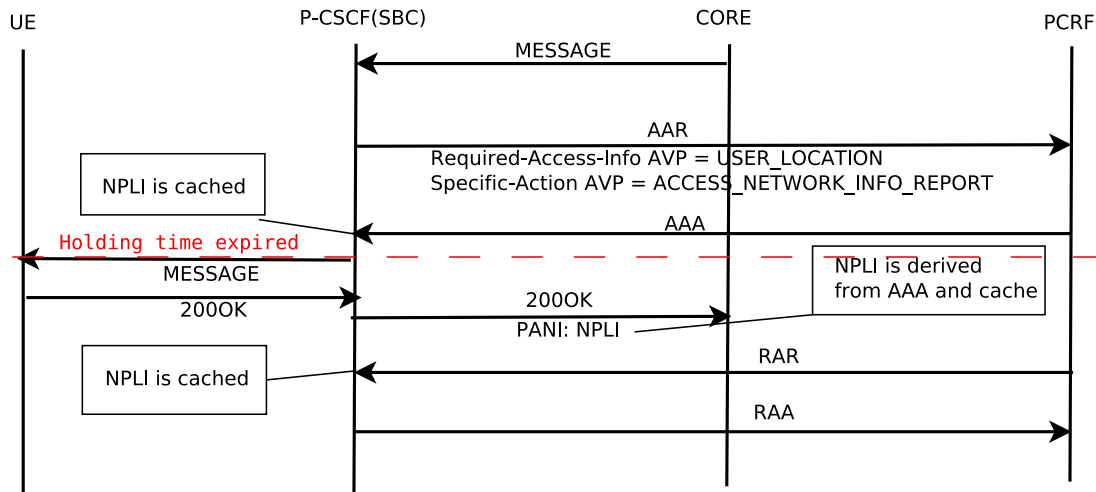 UE
P-CSCF(SBC)
CORE
PCRF
MESSAGE
AAR
Required-Access-Info AVP = USER_LOCATION
Specific-Action AVP = ACCESS_NETWORK_INFO_REPORT
NPLI is cached
AAA
Holding time expired
MESSAGE
NPLI is derived
from AAA and cache
200OK
200OK
PANI: NPLI
RAR
NPLI is cached
RAA